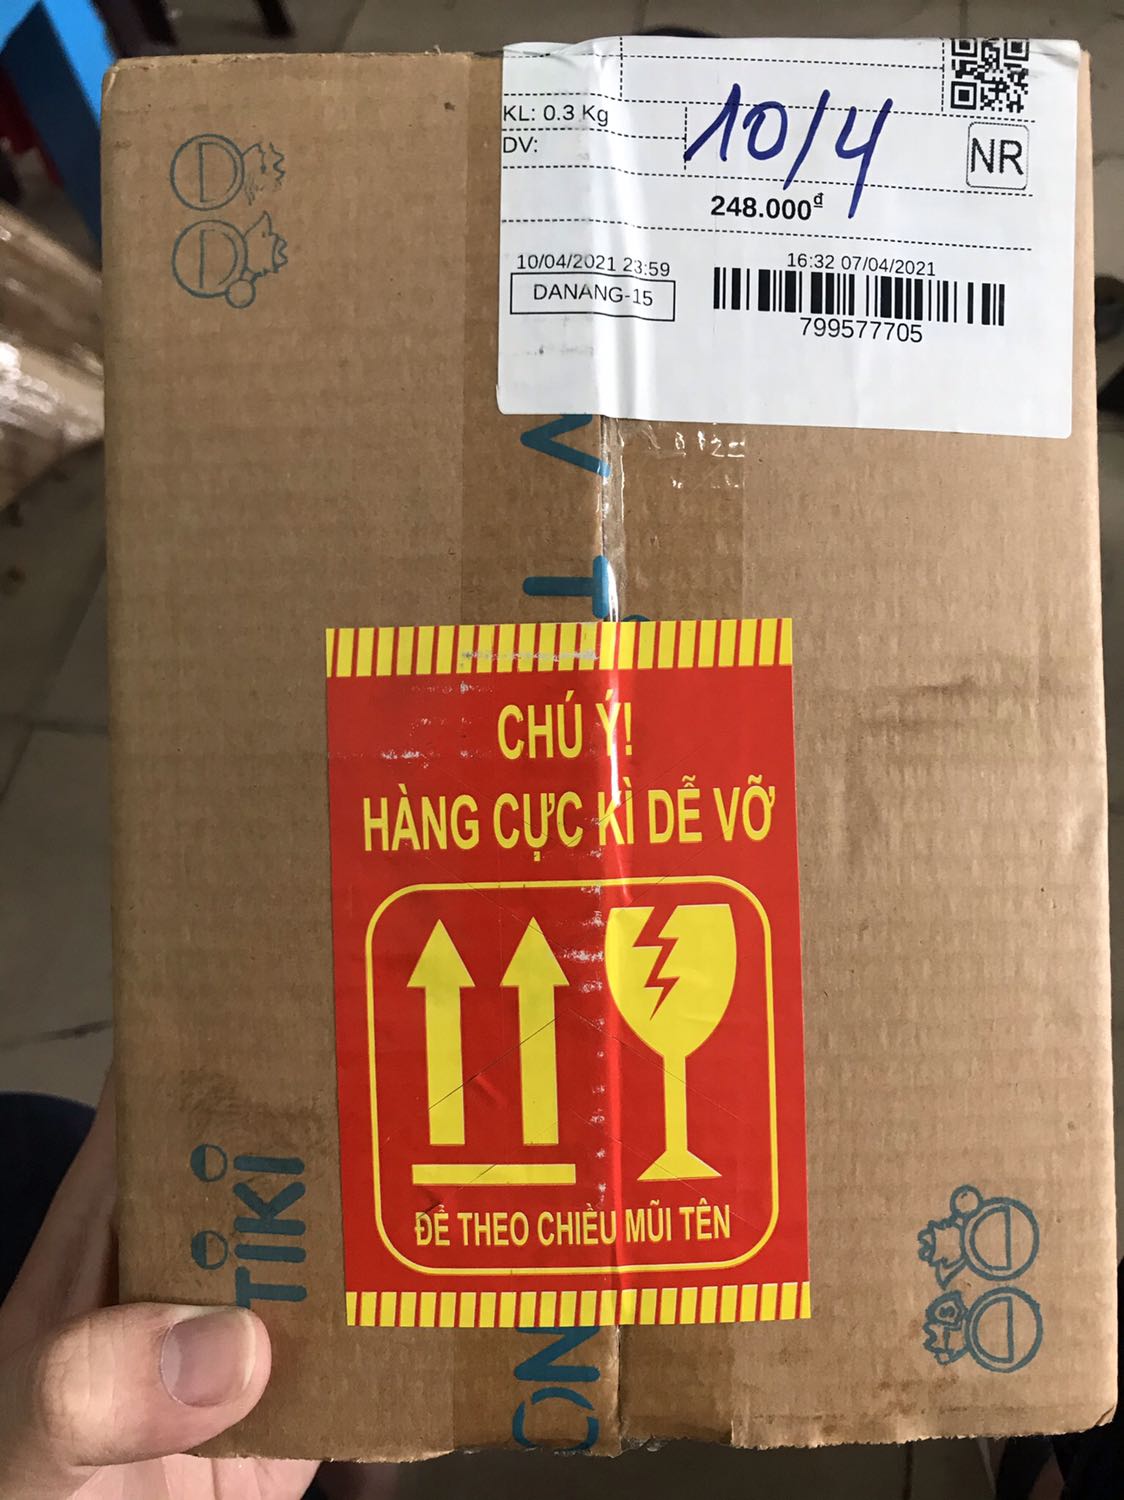 KL: 0.3 Kg
10/4
DV:
NR
248.000đ
10/04/2021 23:59
16:32 07/04/2021
DANANG-15
799577705
CHÚ Ý!
HÀNG CỰC KÌ DỄ VỠ
ĐỂ THEO CHIỀU MŨI TÊN
TIKI